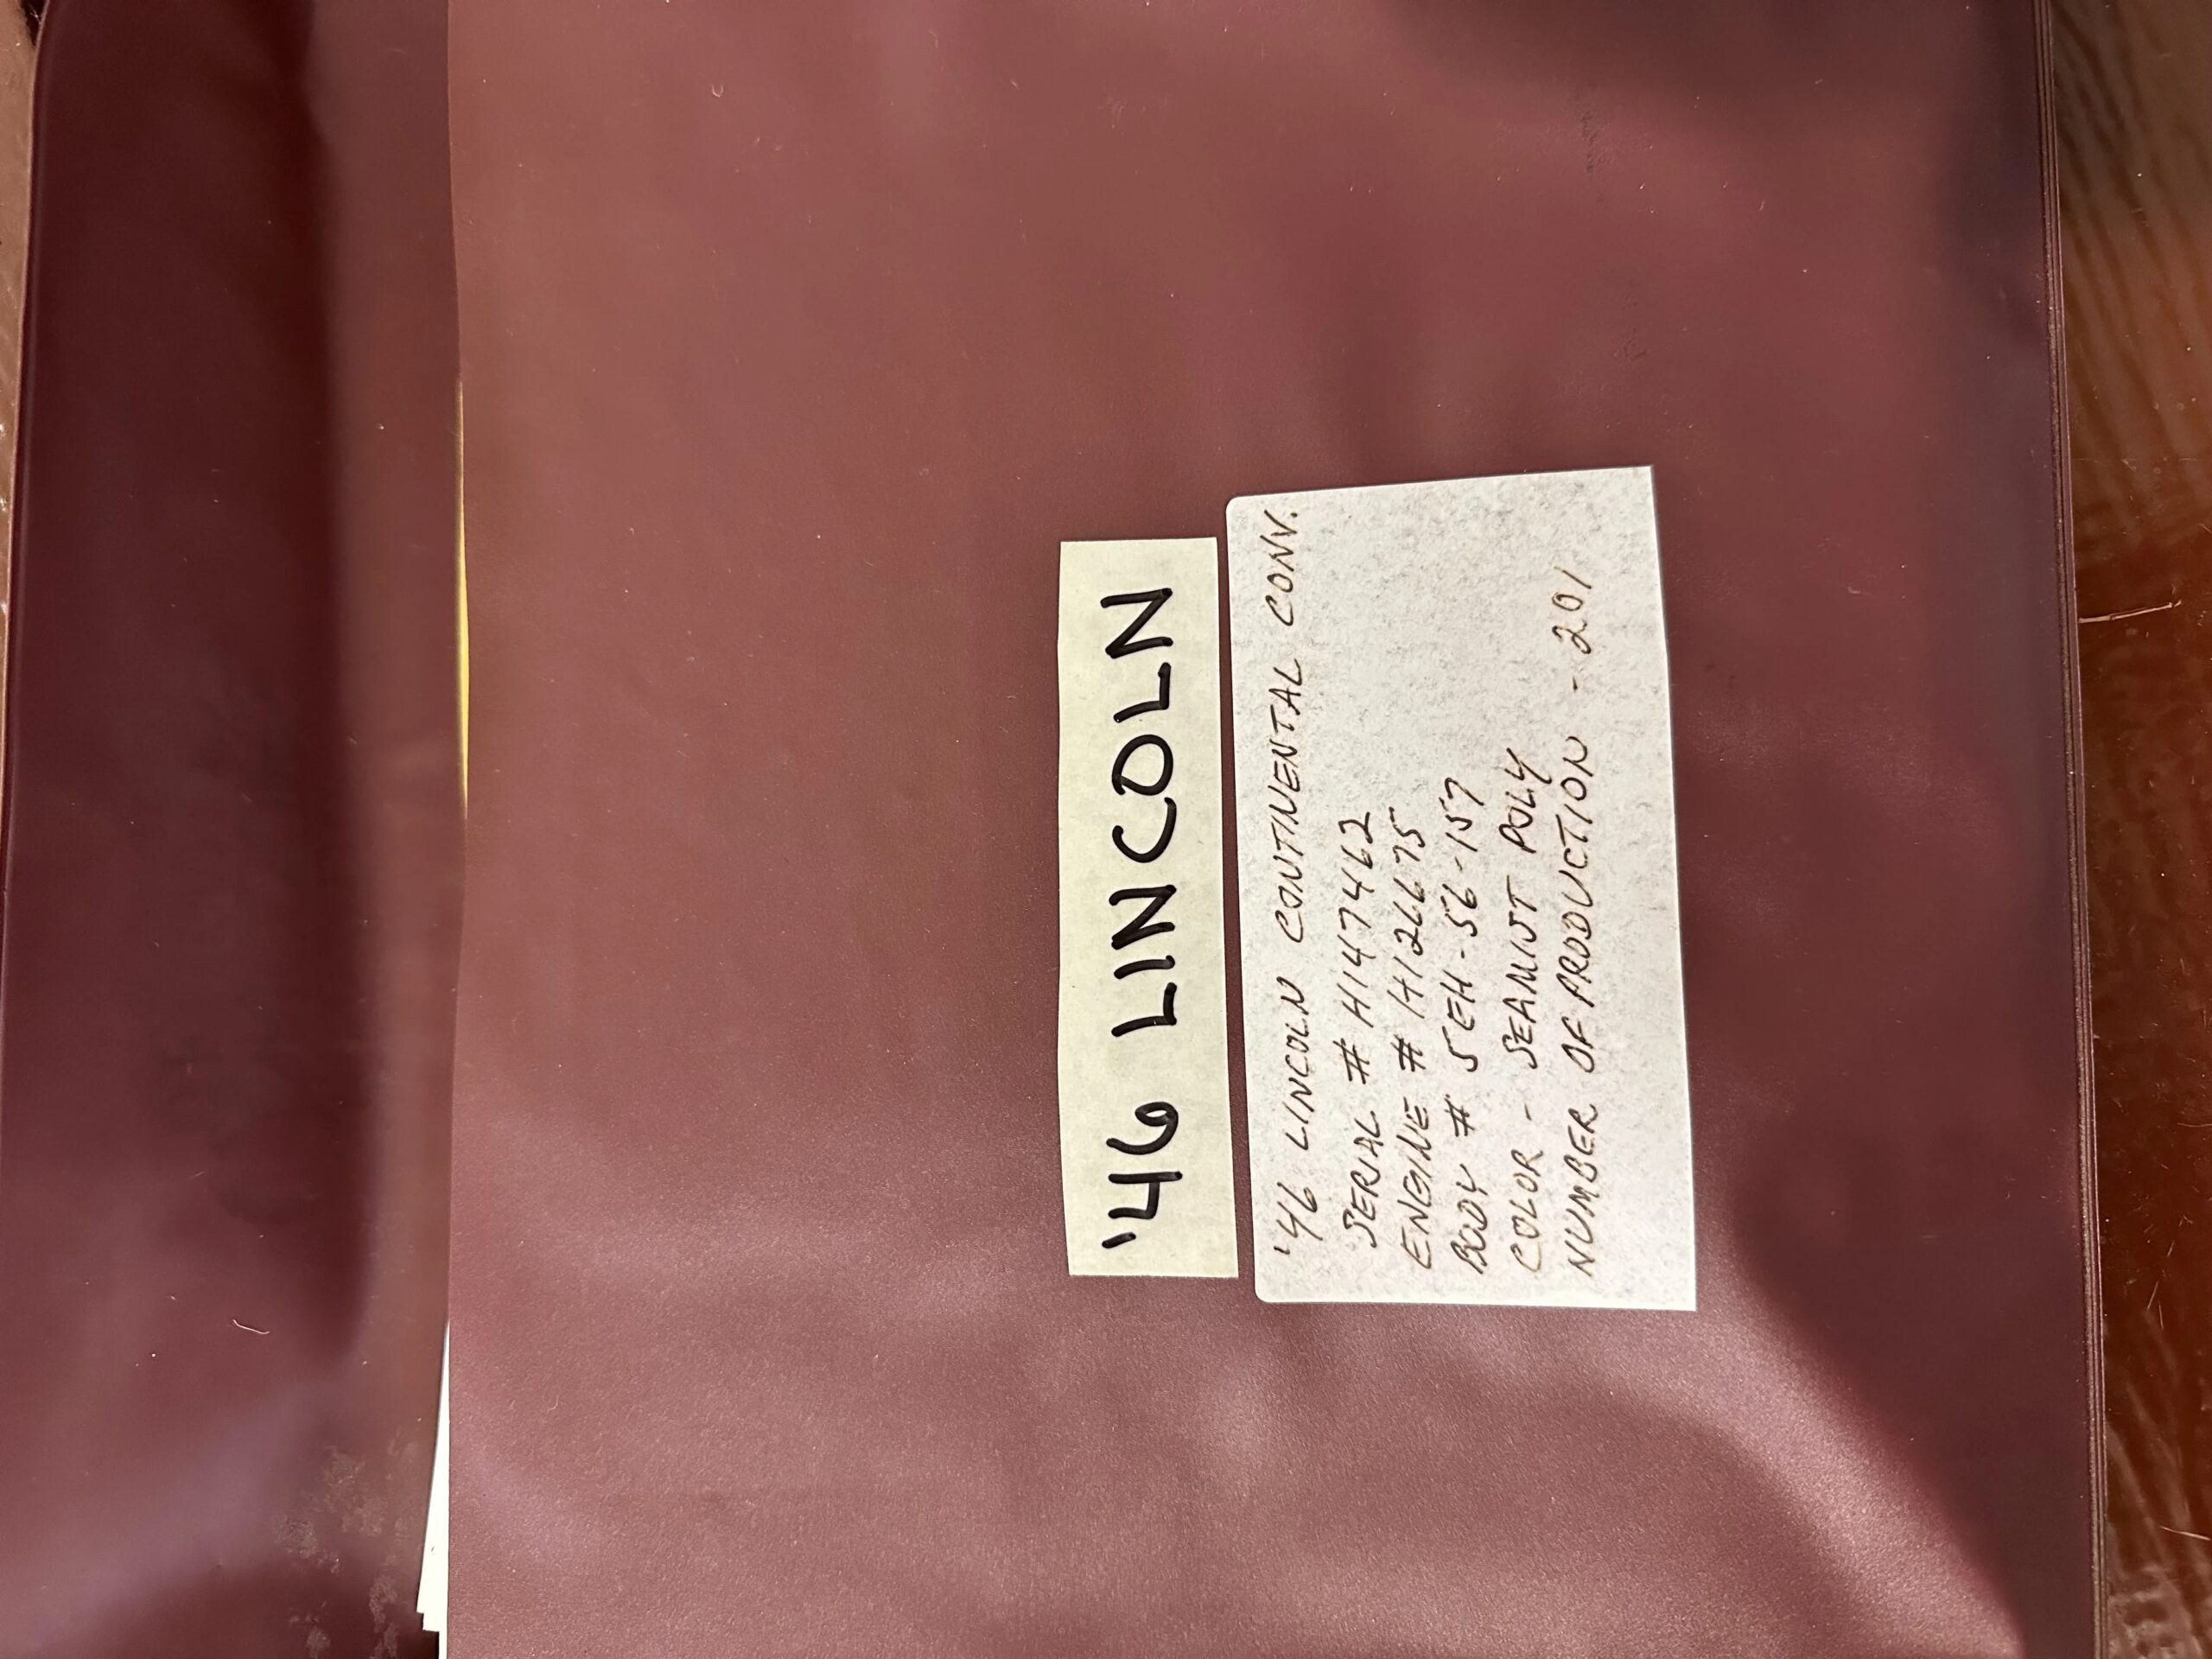 '46 LINCOLN
'46 LINCOLN CONTINENTAL CONV.
SERIAL # H147462
ENGINE # H126675
BODY # 5EH-56-157
COLOR - SEAMIST POLY
NUMBER OF PRODUCTION - 201